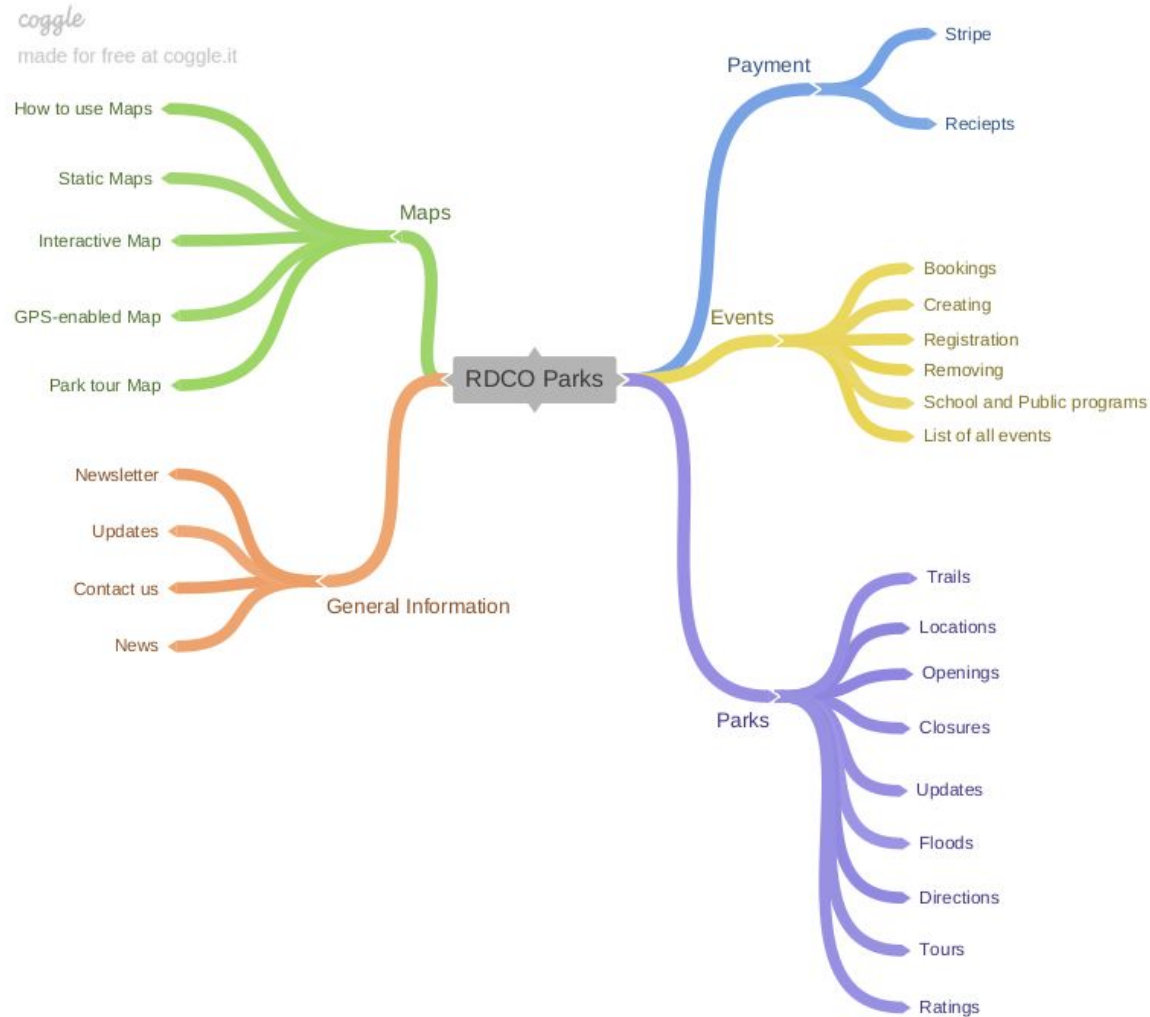 coggle
made for free at coggle.it
How to use Maps
Static Maps
Interactive Map
GPS-enabled Map
Park tour Map
Maps
Newsletter
Updates
Contact us
News
General Information
RDCO Parks
Payment
Stripe
Reciepts
Events
Bookings
Creating
Registration
Removing
School and Public programs
List of all events
Parks
Trails
Locations
Openings
Closures
Updates
Floods
Directions
Tours
Ratings